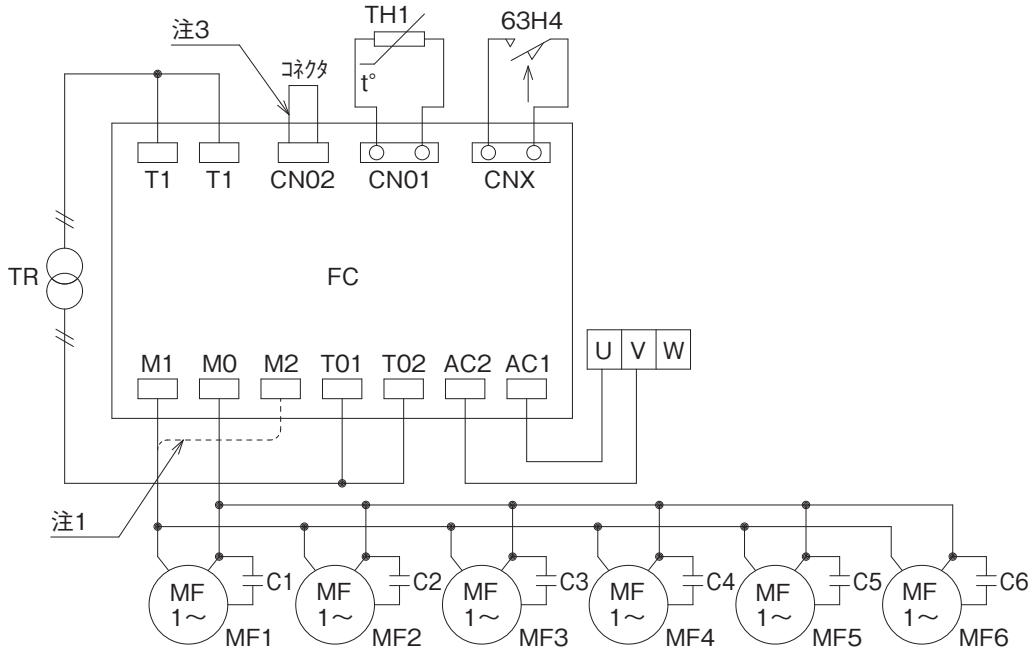 注3
コネクタ
TH1
t°
63H4
T1 T1 CN02 CN01 CNX
TR
FC
U V W
M1 M0 M2 T01 T02 AC2 AC1
注1
C1 C2 C3 C4 C5 C6
MF MF MF MF MF MF
1～ 1～ 1～ 1～ 1～ 1～
MF1 MF2 MF3 MF4 MF5 MF6